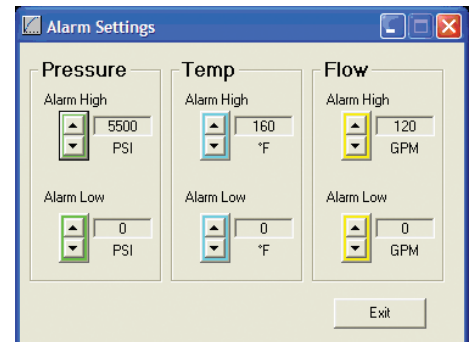 Alarm Settings
Pressure
Alarm High
5500
PSI
Alarm Low
0
PSI
Temp
Alarm High
160
°F
Alarm Low
0
°F
Flow
Alarm High
120
GPM
Alarm Low
0
GPM
Exit